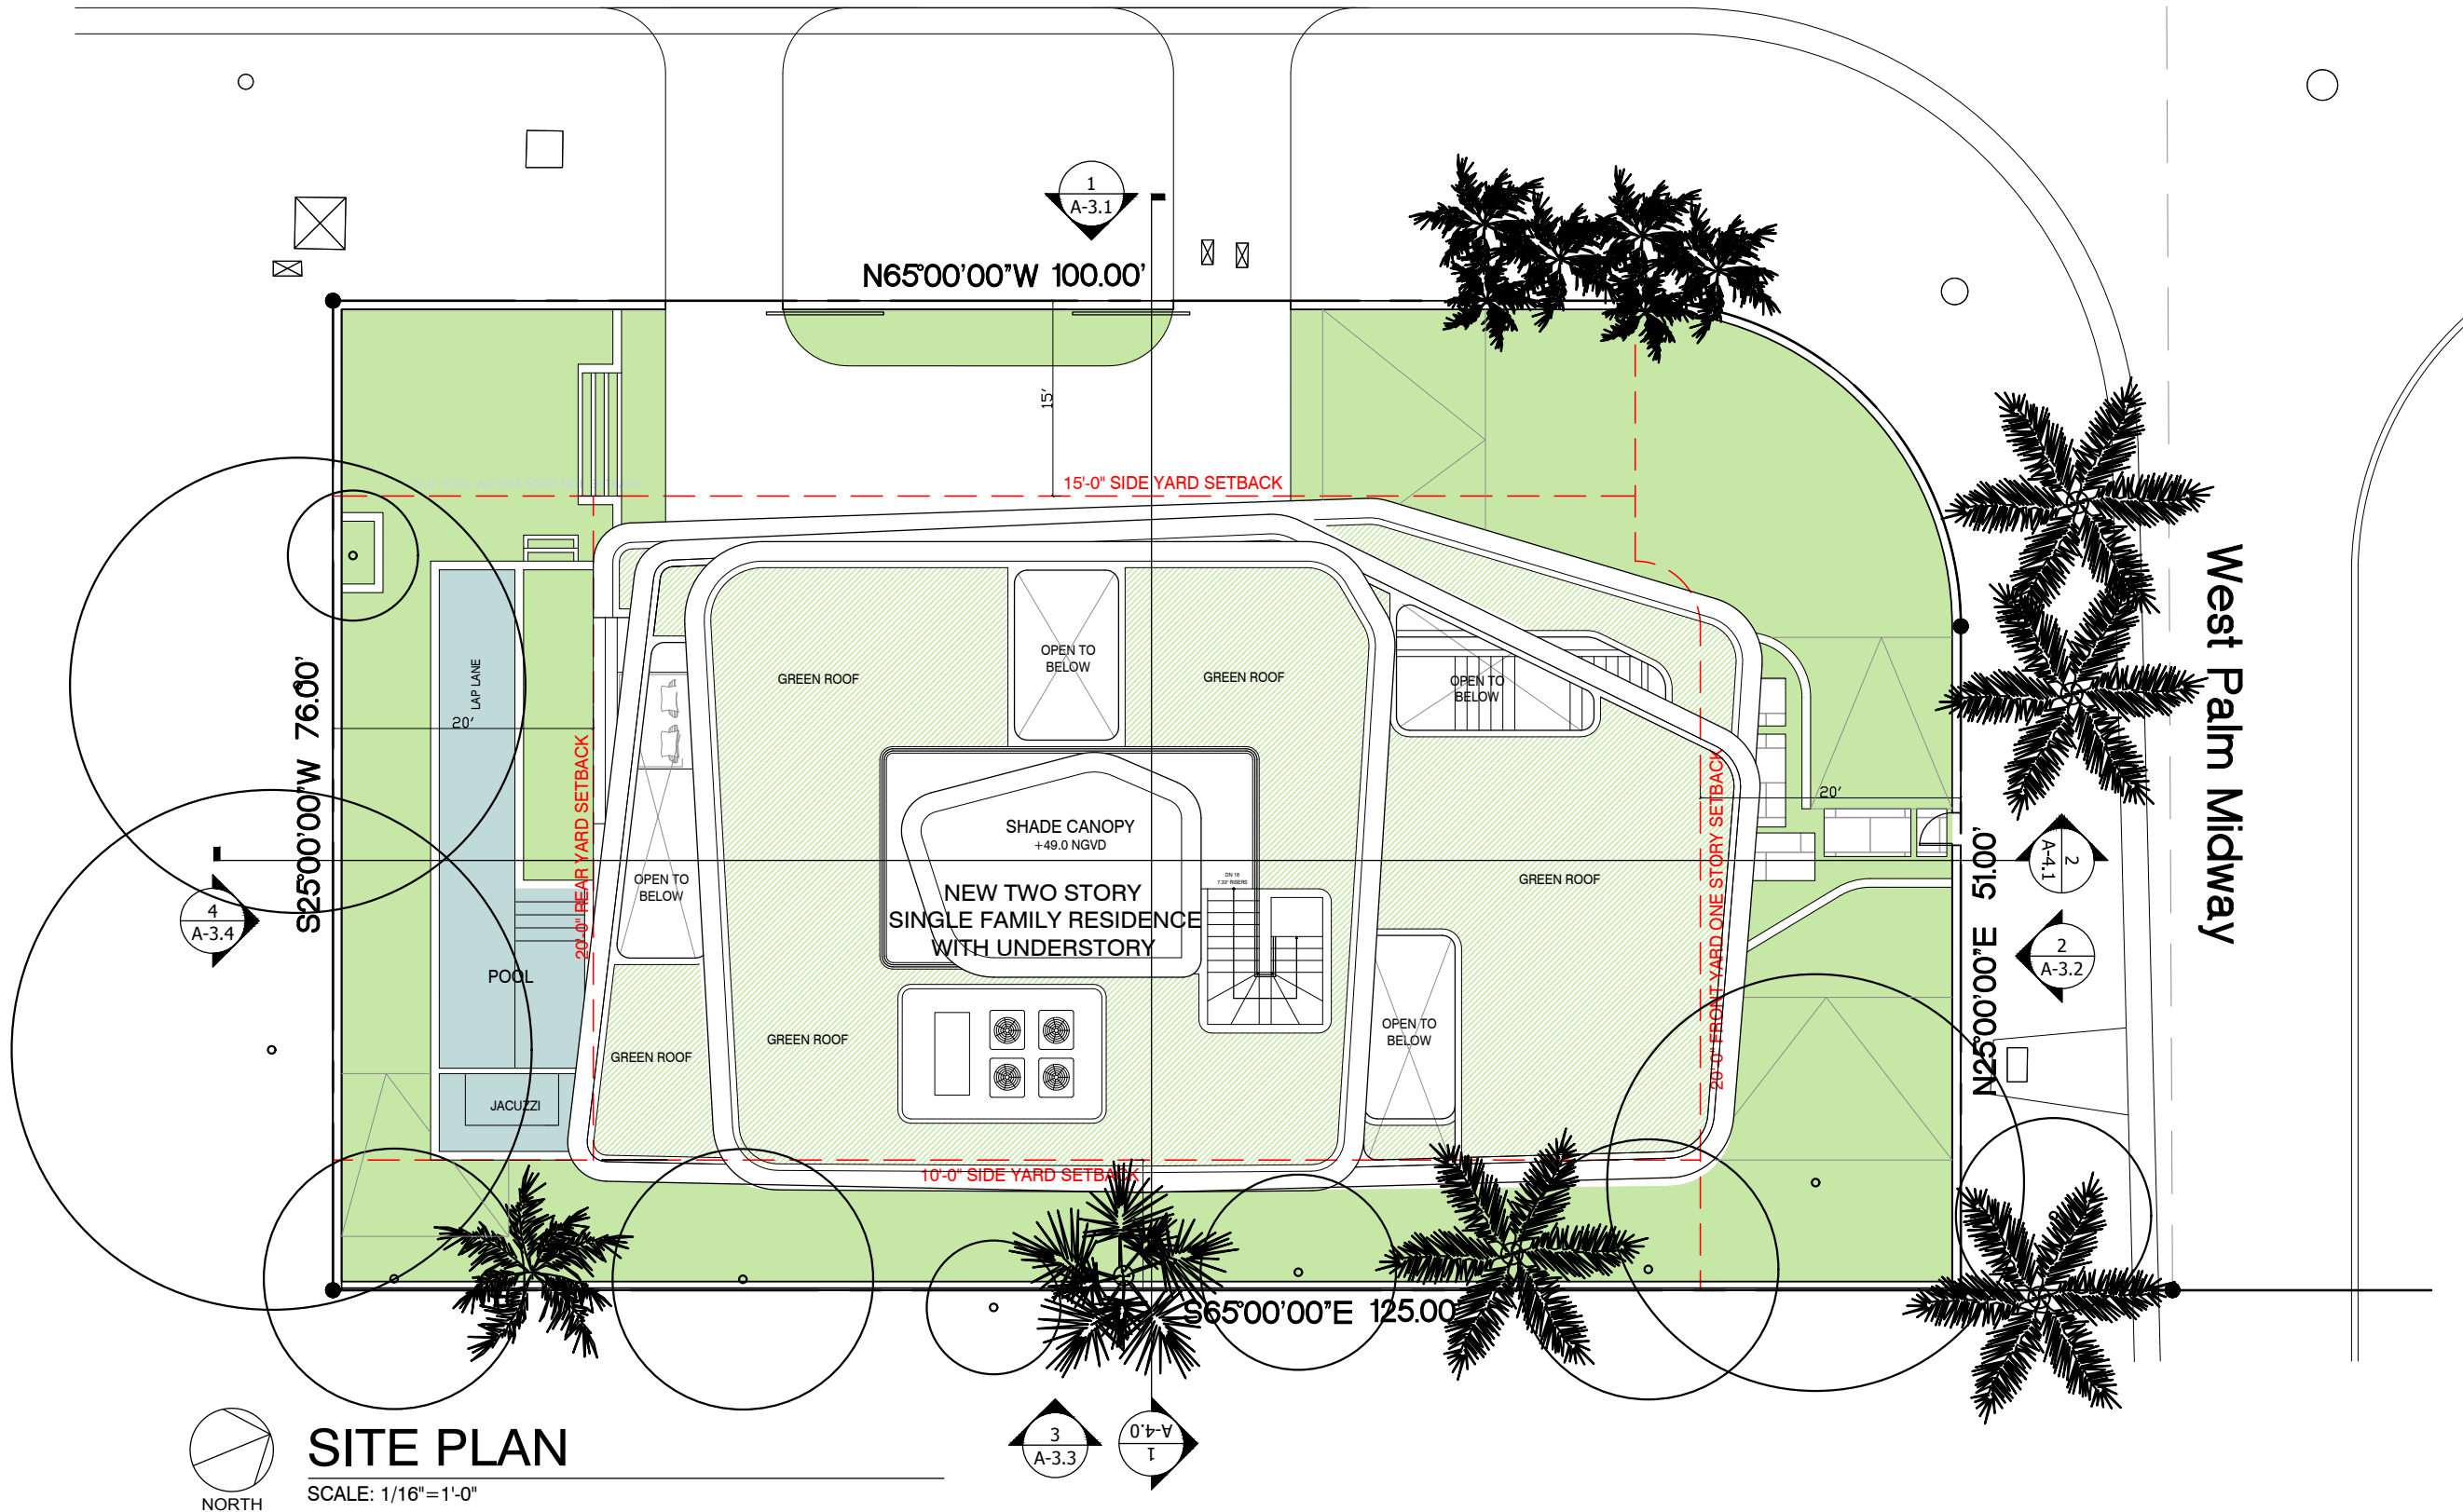 1
A-3.1
N65°00'00"W 100.00'
15'
15'-0" SIDE YARD SETBACK
West Palm Midway
S25°00'00"W 76.00'
LAP LANE
20'
20'-0" REAR YARD SETBACK
GREEN ROOF
OPEN TO
BELOW
GREEN ROOF
OPEN TO
BELOW
20'
20'-0" FRONT YARD ONE STORY SETBACK
SHADE CANOPY
+49.0 NGVD
NEW TWO STORY
SINGLE FAMILY RESIDENCE
WITH UNDERSTORY
DN 16
7.33" RISERS
GREEN ROOF
OPEN TO
BELOW
4
A-3.4
2
A-4.1
2
A-3.2
N25°00'00"E 51.00'
POOL
JACUZZI
GREEN ROOF
GREEN ROOF
OPEN TO
BELOW
10'-0" SIDE YARD SETBACK
S65°00'00"E 125.00
3
A-3.3
1
A-4.0
SITE PLAN
SCALE: 1/16"=1'-0"
NORTH